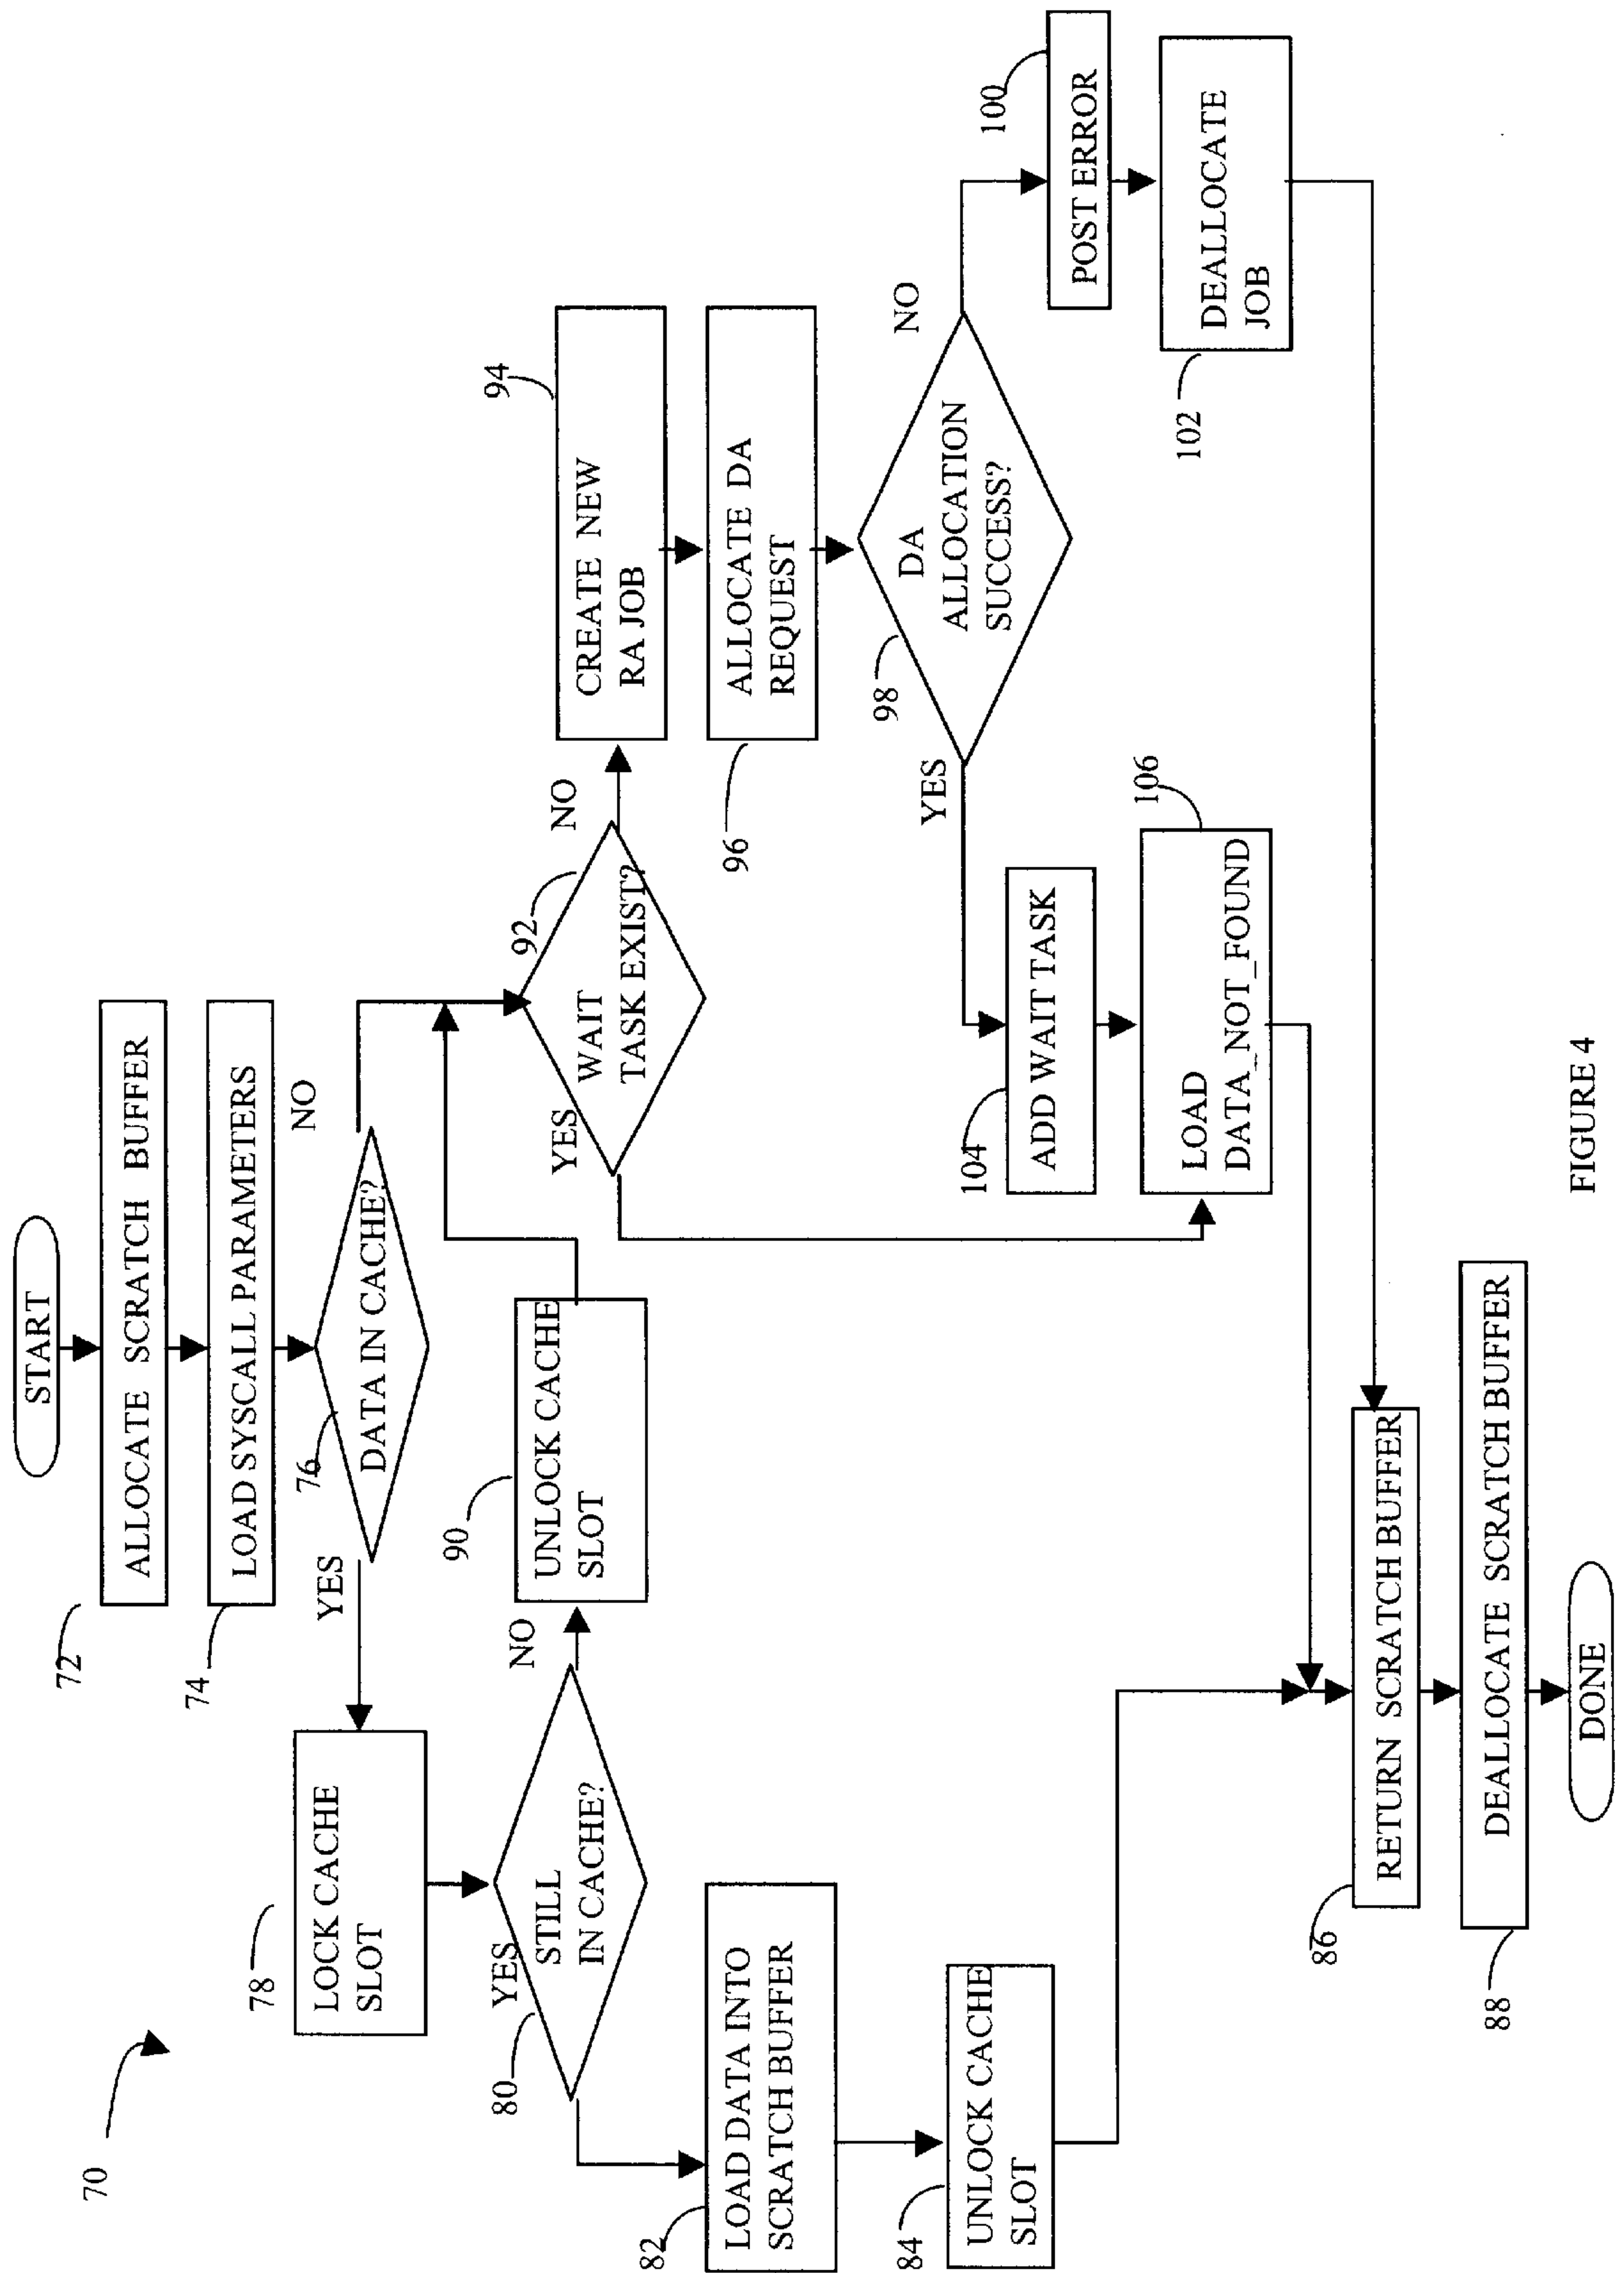 70
START
72
ALLOCATE SCRATCH BUFFER
74
LOAD SYSCALL PARAMETERS
76
DATA IN CACHE?
YES
NO
78
LOCK CACHE
SLOT
80
STILL
IN CACHE?
YES
NO
90
UNLOCK CACHE
SLOT
92
WAIT
TASK EXIST?
YES
NO
94
CREATE NEW
RA JOB
82
LOAD DATA INTO
SCRATCH BUFFER
96
ALLOCATE DA
REQUEST
84
UNLOCK CACHE
SLOT
98
DA
ALLOCATION
SUCCESS?
YES
NO
104
ADD WAIT TASK
100
POST ERROR
106
LOAD
DATA_NOT_FOUND
102
DEALLOCATE
JOB
86
RETURN SCRATCH BUFFER
88
DEALLOCATE SCRATCH BUFFER
DONE
FIGURE 4